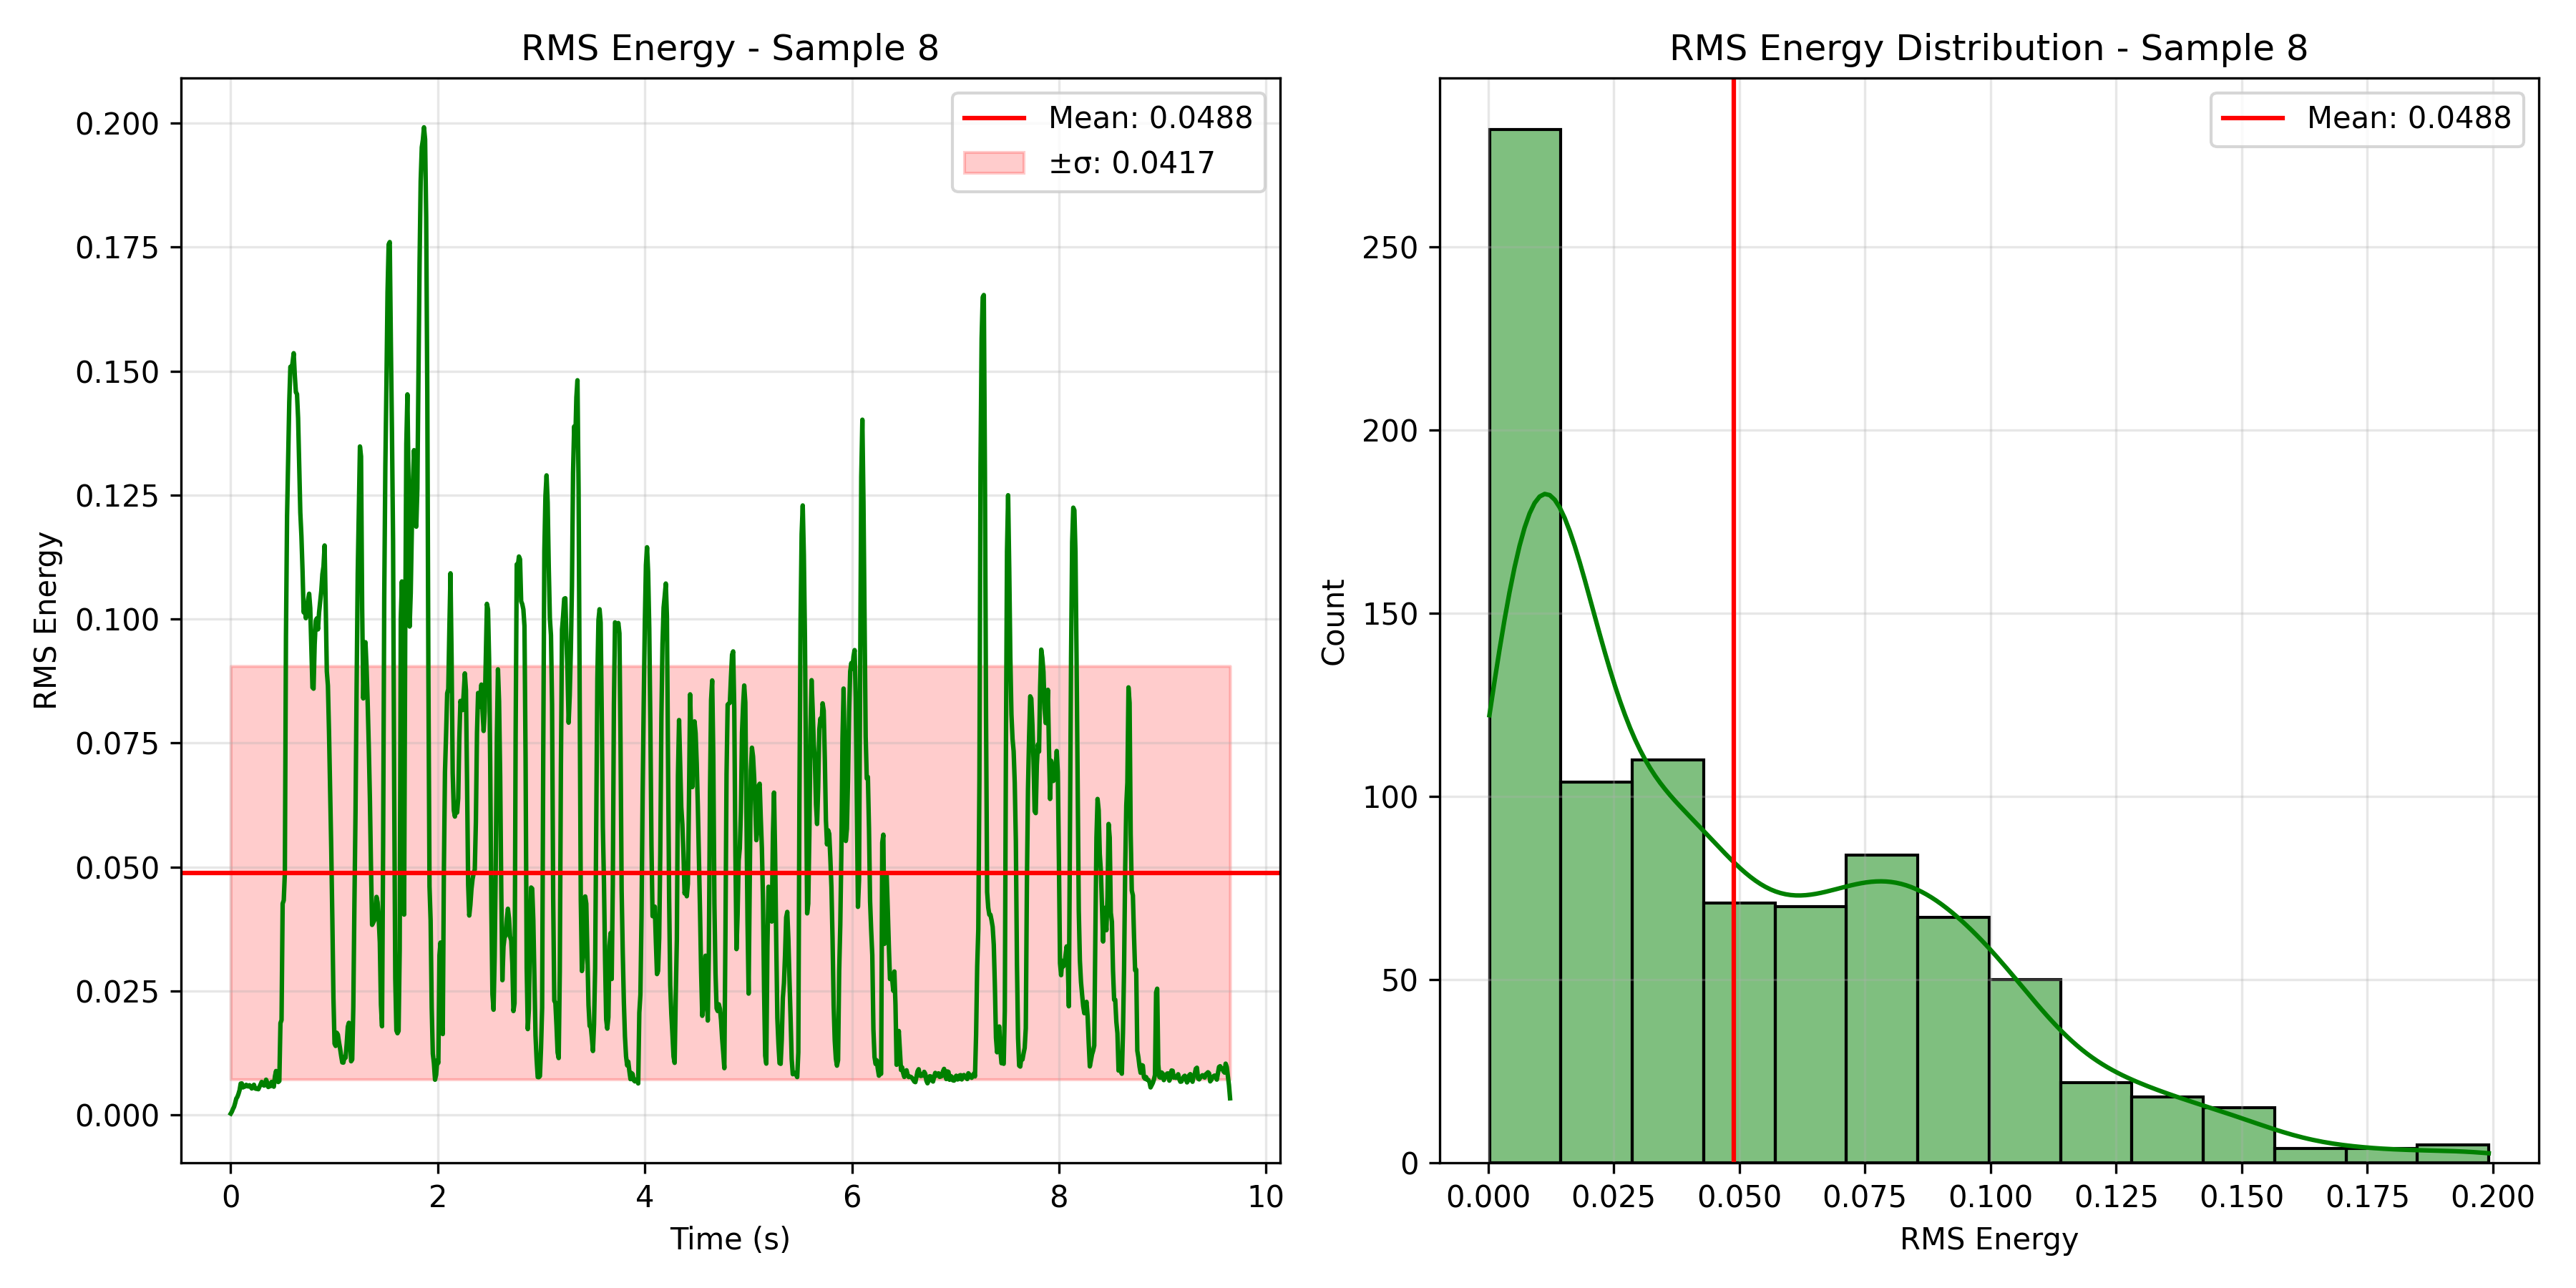 RMS Energy - Sample 8
Mean: 0.0488
±σ: 0.0417
RMS Energy
0.200
0.175
0.150
0.125
0.100
0.075
0.050
0.025
0.000
0 2 4 6 8 10
Time (s)
RMS Energy Distribution - Sample 8
Mean: 0.0488
Count
250
200
150
100
50
0
0.000 0.025 0.050 0.075 0.100 0.125 0.150 0.175 0.200
RMS Energy